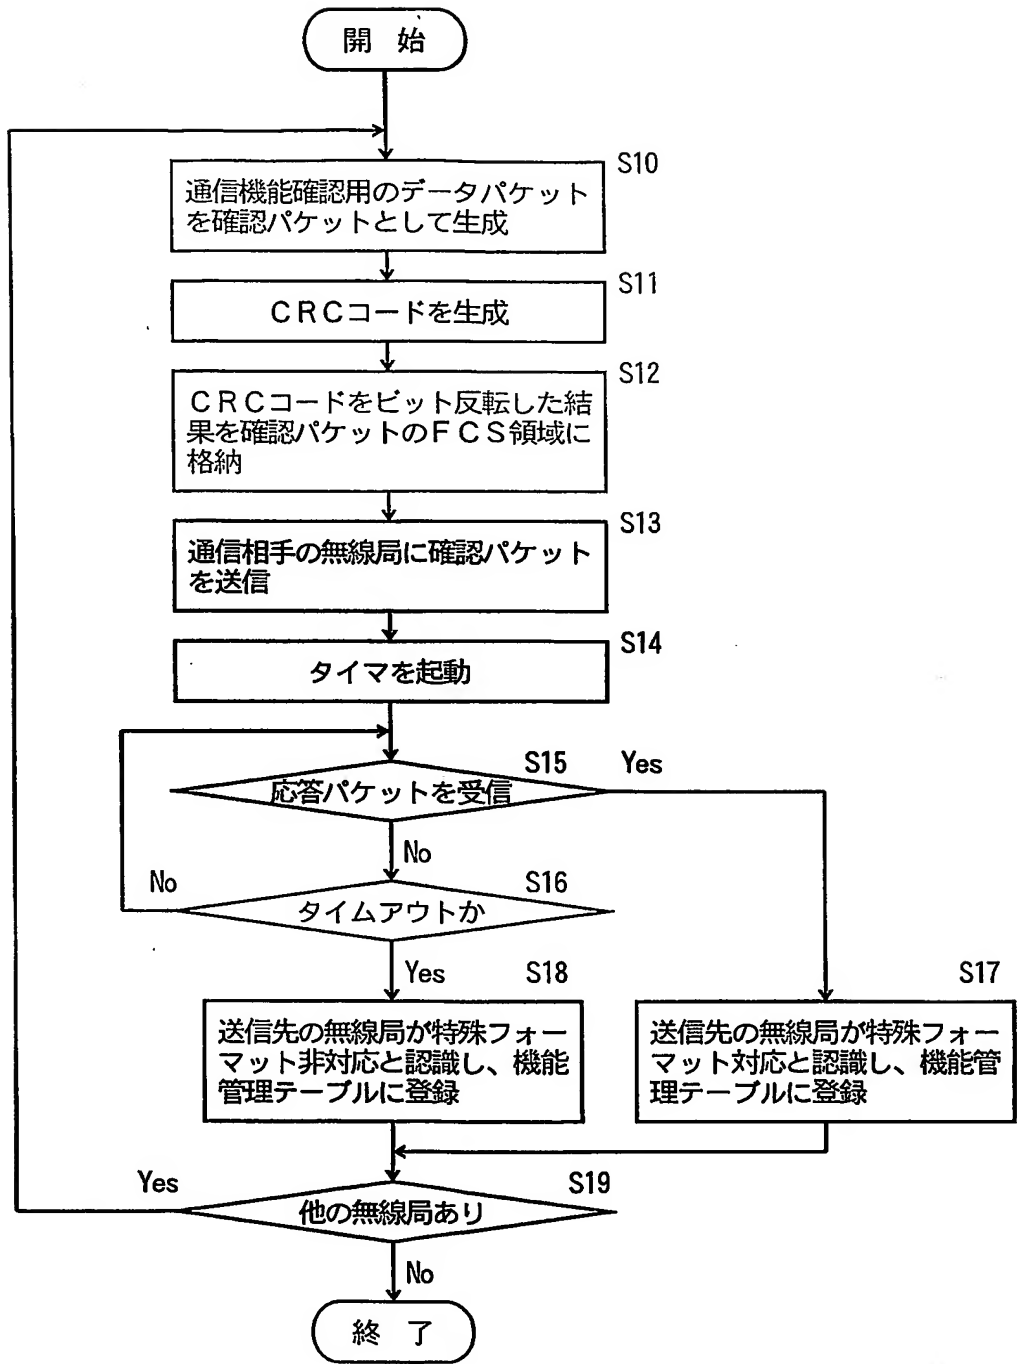 開 始
S10
通信機能確認用のデータパケット
を確認パケットとして生成
S11
CRCコードを生成
S12
CRCコードをビット反転した結
果を確認パケットのFCS領域に
格納
S13
通信相手の無線局に確認パケット
を送信
S14
タイマを起動
S15
Yes
応答パケットを受信
No
No
S16
タイムアウトか
Yes
S18
S17
送信先の無線局が特殊フォー
マット非対応と認識し、機能
管理テーブルに登録
送信先の無線局が特殊フォー
マット対応と認識し、機能管
理テーブルに登録
Yes
S19
他の無線局あり
No
終 了